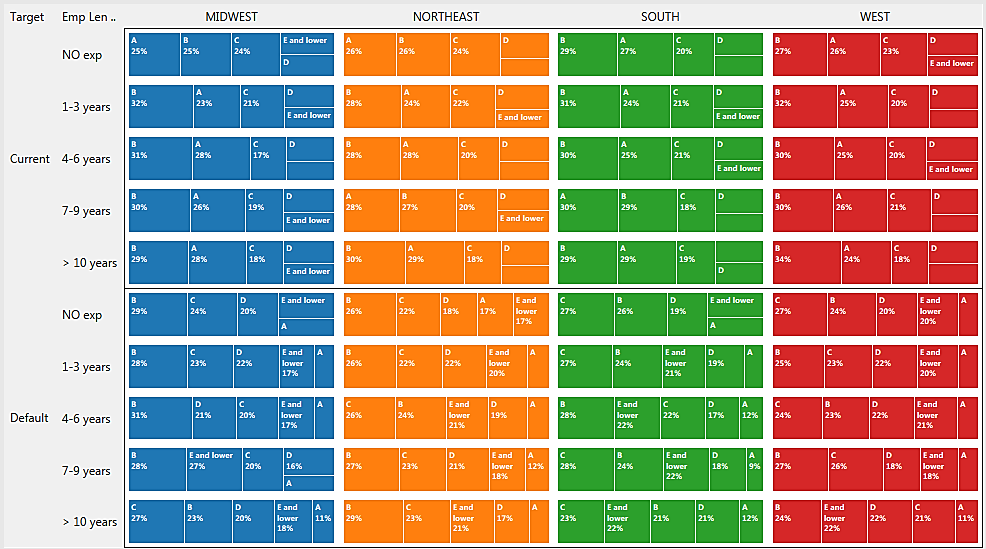 Target Emp Len .. MIDWEST NORTHEAST SOUTH WEST
Current
NO exp
A 25% B 25% C 24% E and lower D
A 26% B 26% C 24% D
B 29% A 27% C 20% D
B 27% A 26% C 23% D E and lower
1-3 years
B 32% A 23% C 21% D E and lower
B 28% A 24% C 22% D E and lower
B 31% A 24% C 21% D E and lower
B 32% A 25% C 20% D
4-6 years
B 31% A 28% C 17% D
B 28% A 28% C 20% D
B 30% A 25% C 21% D E and lower
B 30% A 25% C 20% D E and lower
7-9 years
B 30% A 26% C 19% D E and lower
A 28% B 27% C 20% D E and lower
A 30% B 29% C 18% D
B 30% A 26% C 21% D
> 10 years
B 29% A 28% C 18% D E and lower
B 30% A 29% C 18% D
B 29% A 29% C 19% D D
B 34% A 24% C 18% D
Default
NO exp
B 29% C 24% D 20% E and lower A
B 26% C 22% D 18% A 17% E and lower 17%
C 27% B 26% D 19% E and lower A
C 27% B 24% D 20% E and lower 20% A
1-3 years
B 28% C 23% D 22% E and lower 17% A
B 26% C 22% D 22% E and lower 20% A
C 27% B 24% E and lower 21% D 19% A
B 25% C 23% D 22% E and lower 20% A
4-6 years
B 31% D 21% C 20% E and lower 17% A
C 26% B 24% E and lower 21% D 19% A
B 28% E and lower 22% C 22% D 17% A 12%
C 24% B 23% D 22% E and lower 21% A
7-9 years
B 28% E and lower 27% C 20% D 16% A
B 27% C 23% D 21% E and lower 18% A 12%
C 28% B 24% E and lower 22% D 18% A 9%
B 27% C 26% D 18% E and lower 18% A
> 10 years
C 27% B 23% D 20% E and lower 18% A 11%
B 29% C 23% E and lower 21% D 17% A
C 23% E and lower 22% B 21% D 21% A 12%
B 24% E and lower 22% D 22% C 21% A 11%